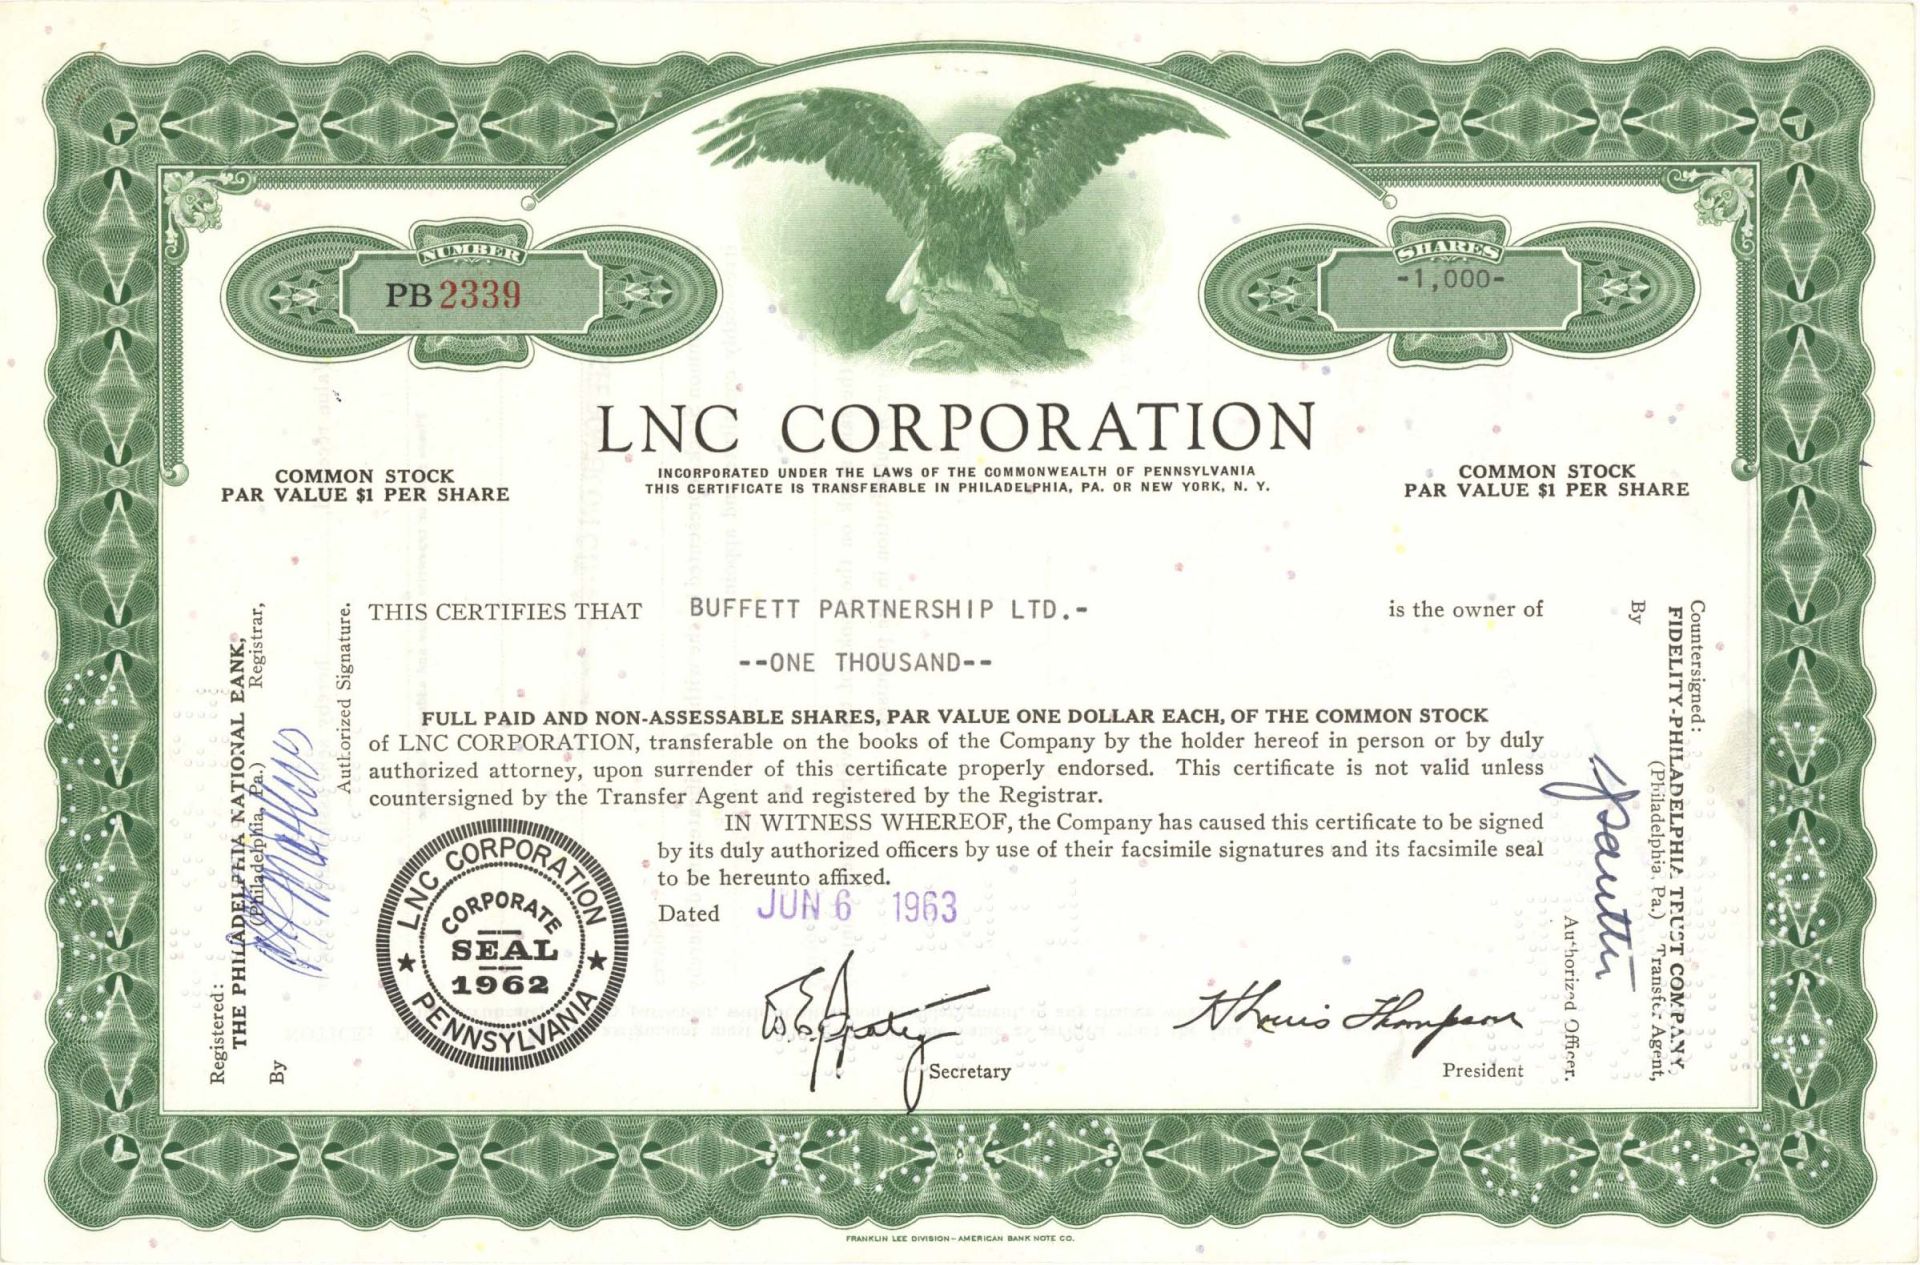 NUMBER
PB 2339
SHARES
-1,000-
LNC CORPORATION
INCORPORATED UNDER THE LAWS OF THE COMMONWEALTH OF PENNSYLVANIA
THIS CERTIFICATE IS TRANSFERABLE IN PHILADELPHIA, PA. OR NEW YORK, N. Y.
COMMON STOCK
PAR VALUE $1 PER SHARE
COMMON STOCK
PAR VALUE $1 PER SHARE
THIS CERTIFIES THAT BUFFETT PARTNERSHIP LTD.- is the owner of
--ONE THOUSAND--
FULL PAID AND NON-ASSESSABLE SHARES, PAR VALUE ONE DOLLAR EACH, OF THE COMMON STOCK
of LNC CORPORATION, transferable on the books of the Company by the holder hereof in person or by duly
authorized attorney, upon surrender of this certificate properly endorsed. This certificate is not valid unless
countersigned by the Transfer Agent and registered by the Registrar.
IN WITNESS WHEREOF, the Company has caused this certificate to be signed
by its duly authorized officers by use of their facsimile signatures and its facsimile seal
to be hereunto affixed.
Dated JUN 6 1963
LNC CORPORATION
CORPORATE
SEAL
1962
PENNSYLVANIA
Secretary
President
Registered:
THE PHILADELPHIA NATIONAL BANK,
(Philadelphia, Pa.) Registrar,
By
Authorized Signature.
Countersigned:
FIDELITY-PHILADELPHIA TRUST COMPANY,
(Philadelphia, Pa.) Transfer Agent,
By
Authorized Officer.
FRANKLIN LEE DIVISION - AMERICAN BANK NOTE CO.